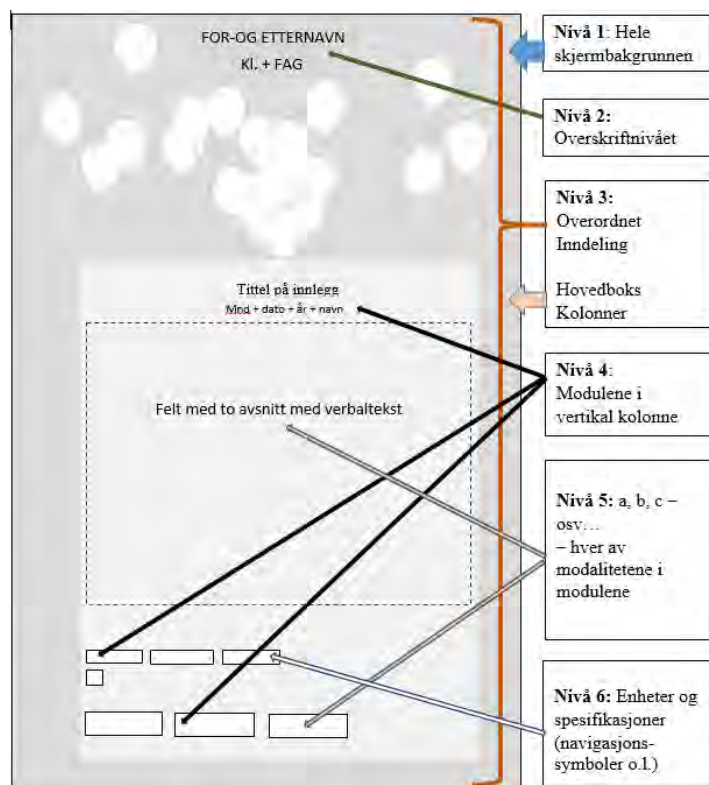 FOR-OG ETTERNAVN
Kl. + FAG
Tittel på innlegg
Mnd + dato + år + navn
Felt med to avsnitt med verbaltekst
Nivå 1: Hele
skjermbakgrunnen
Nivå 2:
Overskriftnivået
Nivå 3:
Overordnet
Inndeling
Hovedboks
Kolonner
Nivå 4:
Modulene i
vertikal kolonne
Nivå 5: a, b, c –
osv…
– hver av
modalitetene i
modulene
Nivå 6: Enheter og
spesifikasjoner
(navigasjons-
symboler o.l.)